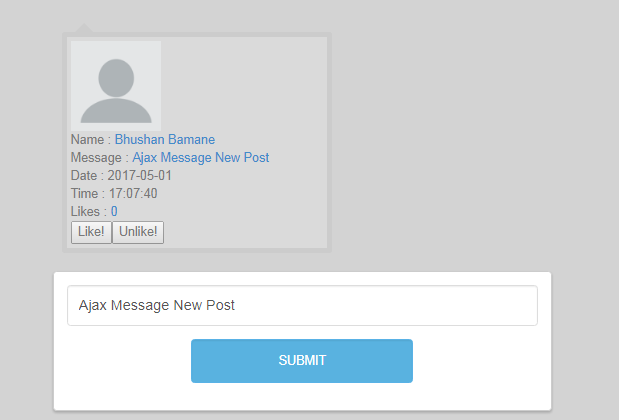 Name : Bhushan Bamane
Message : Ajax Message New Post
Date : 2017-05-01
Time : 17:07:40
Likes : 0
Like! Unlike!
Ajax Message New Post
SUBMIT